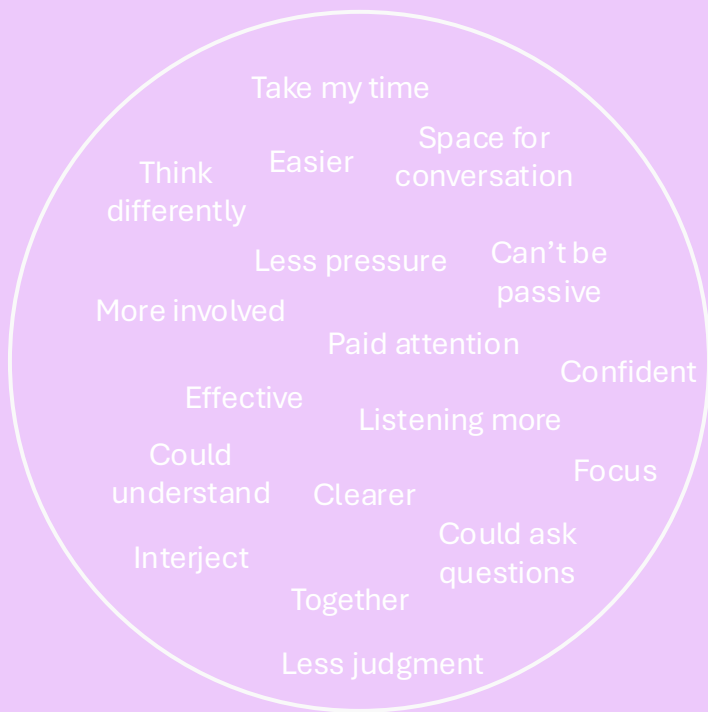 Take my time
Space for
conversation
Easier
Think
differently
Less pressure
Can't be
passive
More involved
Paid attention
Confident
Effective
Listening more
Could
understand
Focus
Clearer
Could ask
questions
Interject
Together
Less judgment